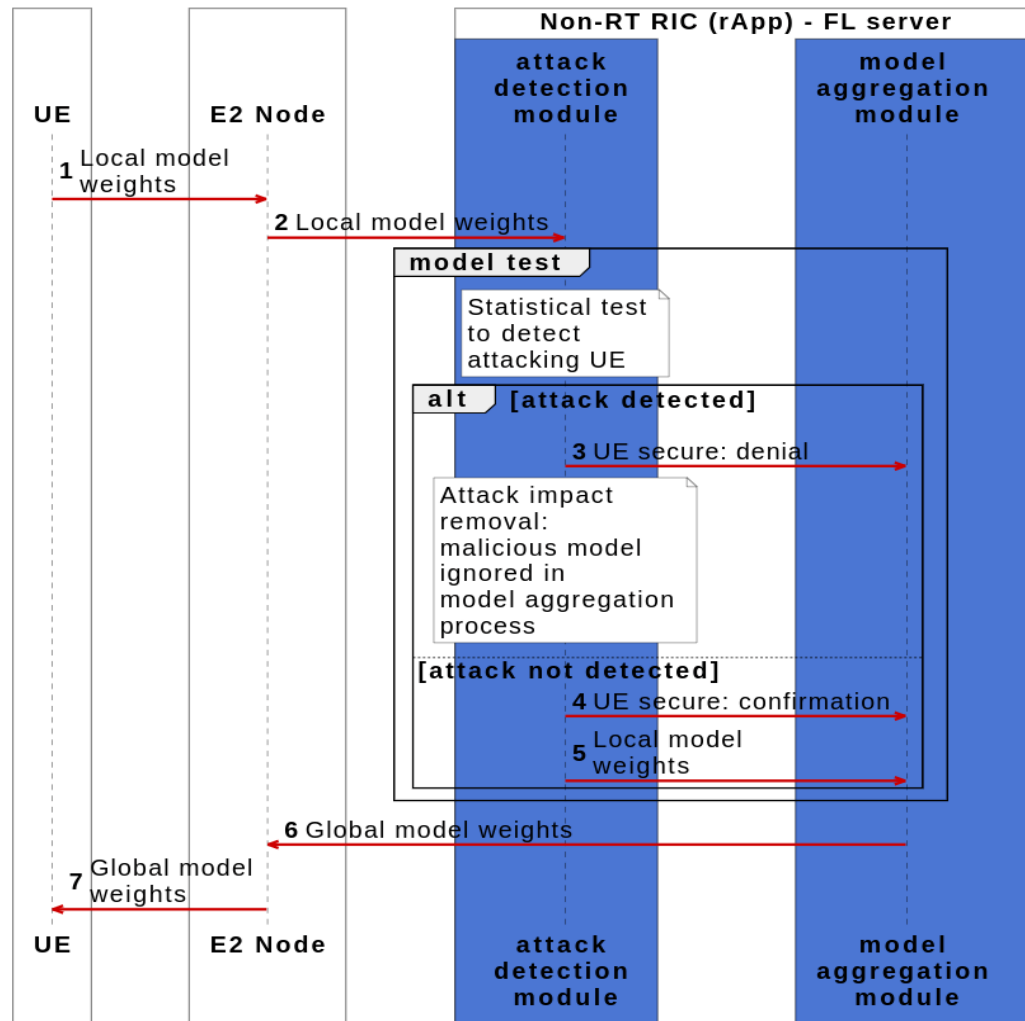 Non-RT RIC (rApp) - FL server
UE
E2 Node
attack
detection
module
model
aggregation
module
1 Local model
weights
2 Local model weights
model test
Statistical test
to detect
attacking UE
alt [attack detected]
3 UE secure: denial
Attack impact
removal:
malicious model
ignored in
model aggregation
process
[attack not detected]
4 UE secure: confirmation
5 Local model
weights
6 Global model weights
7 Global model
weights
UE
E2 Node
attack
detection
module
model
aggregation
module